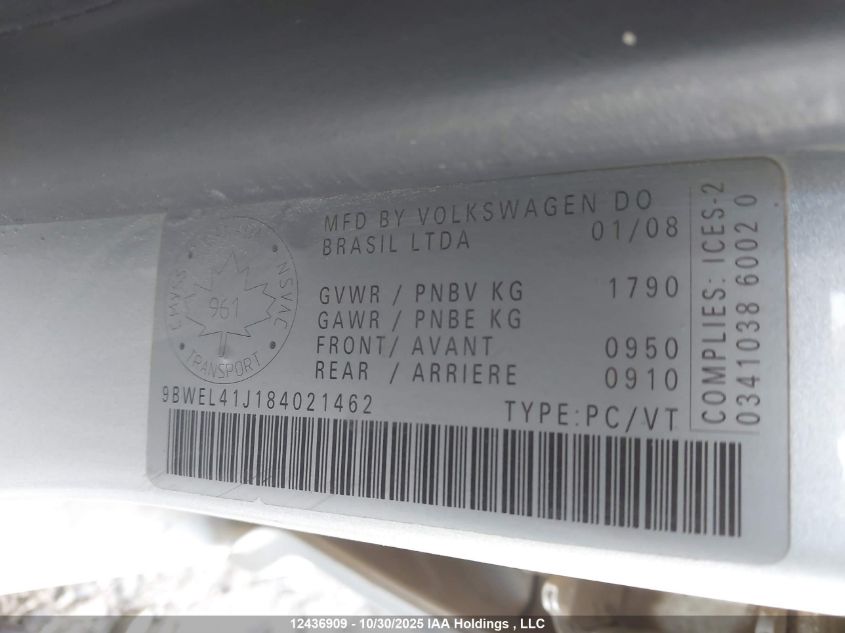 MFD BY VOLKSWAGEN DO
BRASIL LTDA 01/08
GVWR / PNBV KG 1790
GAWR / PNBE KG
FRONT/ AVANT 0950
REAR / ARRIERE 0910
CMVSS
NSVAC
961
TRANSPORT
9BWEL41J184021462
TYPE:PC/VT
COMPLIES: ICES-2
0341038 6002 0
12436909 - 10/30/2025 IAA Holdings , LLC